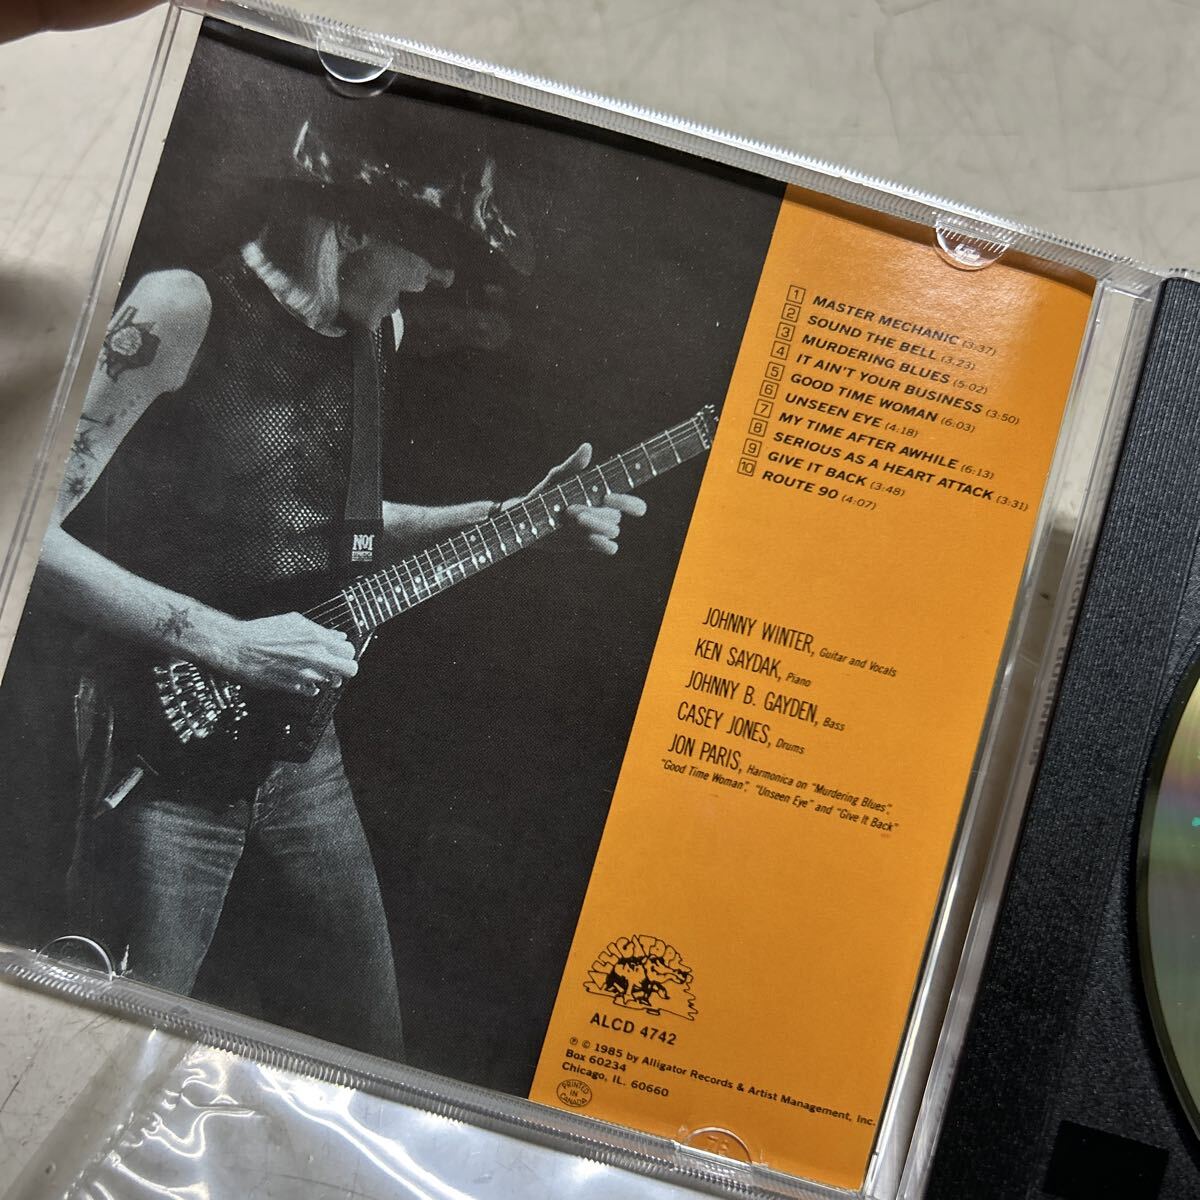 1 MASTER MECHANIC (3:37)
2 SOUND THE BELL (3:23)
3 MURDERING BLUES (5:02)
4 IT AIN'T YOUR BUSINESS (3:50)
5 GOOD TIME WOMAN (6:03)
6 UNSEEN EYE (4:18)
7 MY TIME AFTER AWHILE (6:13)
8 SERIOUS AS A HEART ATTACK (3:31)
9 GIVE IT BACK (3:48)
10 ROUTE 90 (4:07)
JOHNNY WINTER, Guitar and Vocals
KEN SAYDAK, Piano
JOHNNY B. GAYDEN, Bass
CASEY JONES, Drums
JON PARIS, Harmonica on "Murdering Blues",
"Good Time Woman", "Unseen Eye" and "Give It Back"
ALLIGATOR
ALCD 4742
℗ © 1985 by Alligator Records & Artist Management, Inc.
Box 60234
Chicago, IL. 60660
PRINTED
IN
CANADA
No1